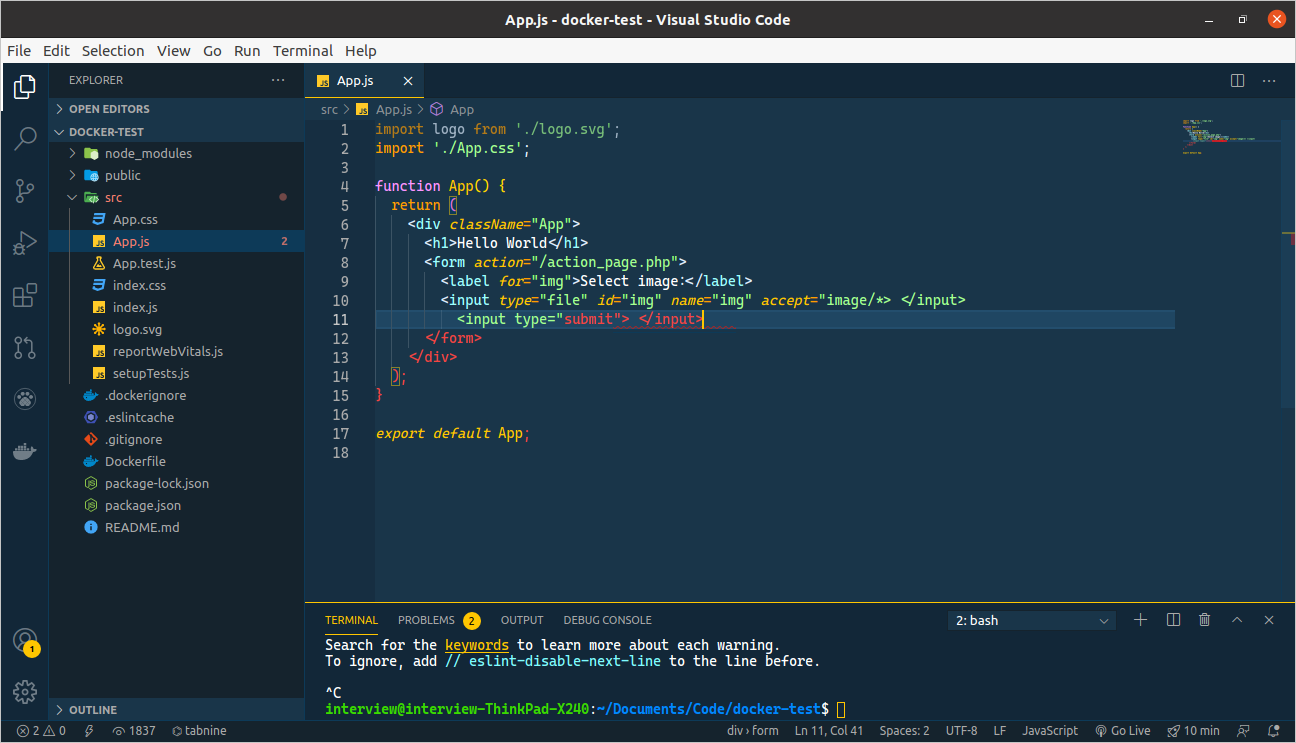 App.js - docker-test - Visual Studio Code
File Edit Selection View Go Run Terminal Help
EXPLORER
OPEN EDITORS
DOCKER-TEST
node_modules
public
src
App.css
App.js 2
App.test.js
index.css
index.js
logo.svg
reportWebVitals.js
setupTests.js
.dockerignore
.eslintcache
.gitignore
Dockerfile
package-lock.json
package.json
README.md
OUTLINE
1
JS App.js
src > JS App.js > App
1 import logo from './logo.svg';
2 import './App.css';
3
4 function App() {
5 return (
6 <div className="App">
7 <h1>Hello World</h1>
8 <form action="/action_page.php">
9 <label for="img">Select image:</label>
10 <input type="file" id="img" name="img" accept="image/*> </input>
11 <input type="submit"> </input>
12 </form>
13 </div>
14 );
15 }
16
17 export default App;
18
TERMINAL PROBLEMS 2 OUTPUT DEBUG CONSOLE 2: bash
Search for the keywords to learn more about each warning.
To ignore, add // eslint-disable-next-line to the line before.
^C
interview@interview-ThinkPad-X240:~/Documents/Code/docker-test$
2 0 1837 tabnine div › form Ln 11, Col 41 Spaces: 2 UTF-8 LF JavaScript Go Live 10 min